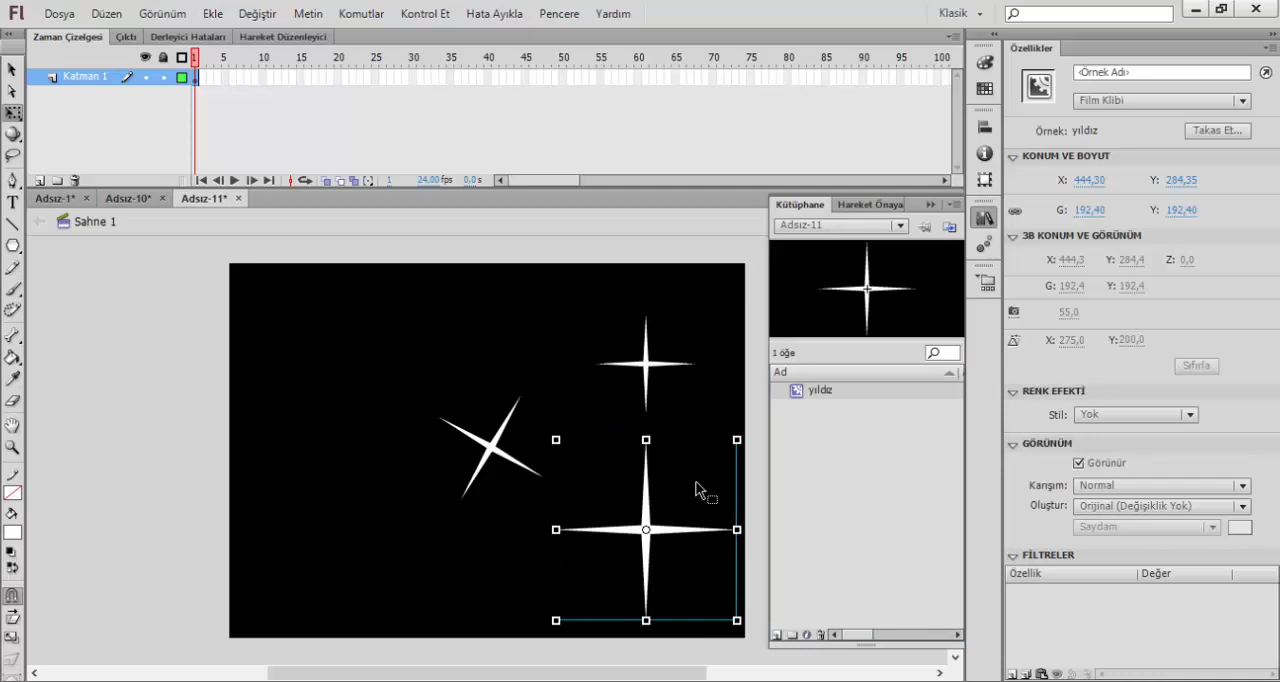 Fl Dosya Düzen Görünüm Ekle Değiştir Metin Komutlar Kontrol Et Hata Ayıkla Pencere Yardım Klasik
Zaman Çizelgesi Çıktı Derleyici Hataları Hareket Düzenleyici
1 5 10 15 20 25 30 35 40 45 50 55 60 65 70 75 80 85 90 95 100
Katman 1
1 24,00 fps 0,0 s
Adsız-1* Adsız-10* Adsız-11*
Sahne 1
Kütüphane Hareket Önaya
Adsız-11
1 öğe
Ad
yıldız
Özellikler
<Örnek Adı>
Film Klibi
Örnek: yıldız Takas Et...
KONUM VE BOYUT
X: 444,30 Y: 284,35
G: 192,40 Y: 192,40
3B KONUM VE GÖRÜNÜM
X: 444,3 Y: 284,4 Z: 0,0
G: 192,4 Y: 192,4
55,0
X: 275,0 Y: 200,0
Sıfırla
RENK EFEKTİ
Stil: Yok
GÖRÜNÜM
Görünür
Karışım: Normal
Oluştur: Orijinal (Değişiklik Yok)
Saydam
FİLTRELER
Özellik Değer